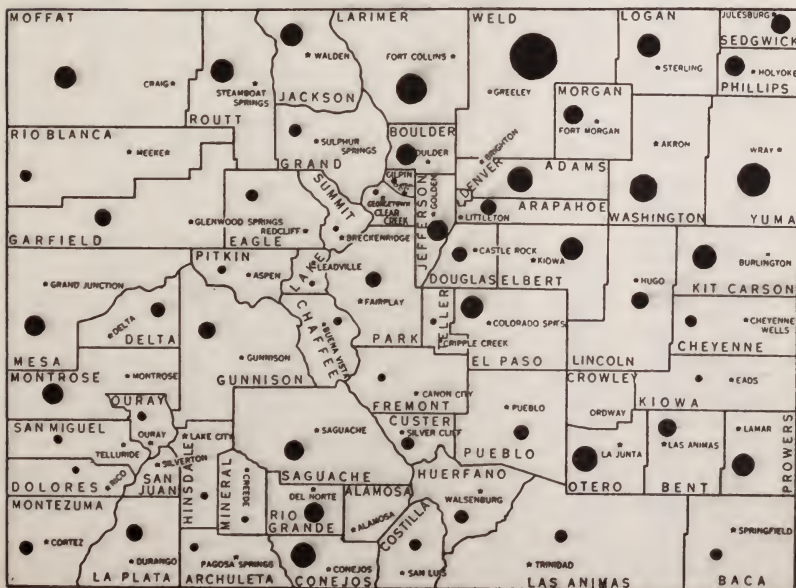 MOFFAT
LARIMER
WELD
LOGAN
JULESBURG
SEDGWICK
WALDEN
FORT COLLINS
CRAIG
STEAMBOAT
SPRINGS
STERLING
HOLYOKE
PHILLIPS
GREELEY
JACKSON
MORGAN
ROUTT
FORT MORGAN
RIO BLANCA
BOULDER
SULPHUR
SPRINGS
MEEKE
OULDER
BRIGHTON
AKRON
WRAY
GRAND
GILPIN
ADAMS
DENVER
GOLDEN
SUMMIT
GEORGETOWN
CLEAR
CREEK
JEFFERSON
ARAPAHOE
LITTLETON
WASHINGTON
YUMA
GLENWOOD SPRINGS
REDCLIFF
GARFIELD
EAGLE
BRECKENRIDGE
PITKIN
ASPEN
LAKE
LEADVILLE
CASTLE ROCK
KIOWA
DOUGLAS
ELBERT
BURLINGTON
KIT CARSON
GRAND JUNCTION
FAIRPLAY
HUGO
TELLER
DELTA
DELTA
CHAFFEE
BUENA VISTA
PARK
COLORADO SP'GS
CHEYENNE
WELLS
CHEYENNE
MESA
CRIPPLE CREEK
GUNNISON
GUNNISON
EL PASO
LINCOLN
MONTROSE
MONTROSE
CROWLEY
EADS
KIOWA
CANON CITY
FREMONT
PUEBLO
ORDWAY
OURAY
OURAY
SAN MIGUEL
TELLURIDE
LAKE CITY
SAGUACHE
CUSTER
SILVER CLIFF
PUEBLO
LA JUNTA
LAS ANIMAS
LAMAR
PROWERS
SILVERTON
DOLORES
RICO
SAN
JUAN
HINSDALE
MINERAL
CREEDE
SAGUACHE
HUERFANO
OTERO
BENT
DEL NORTE
ALAMOSA
RIO
GRANDE
ALAMOSA
WALSENBURG
COSTILLA
MONTEZUMA
CORTEZ
DURANGO
PAGOSA SPRINGS
CONEJOS
SAN LUIS
TRINIDAD
SPRINGFIELD
LA PLATA
ARCHULETA
CONEJOS
LAS ANIMAS
BACA